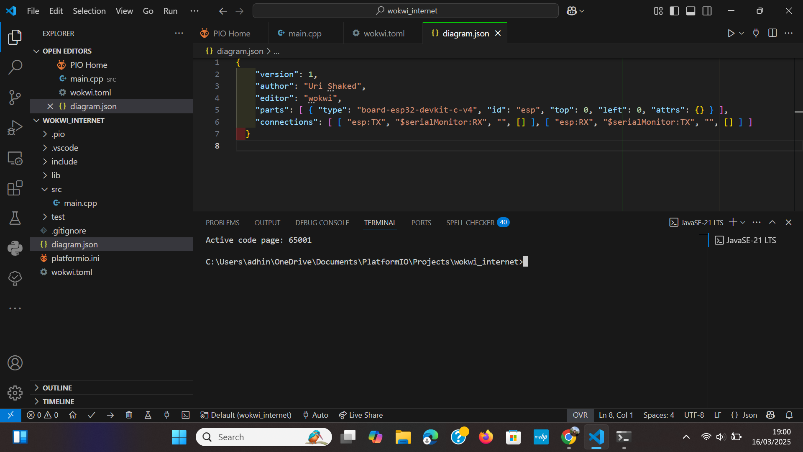 File Edit Selection View Go Run ··· wokwi_internet
EXPLORER ···
PIO Home main.cpp wokwi.toml {} diagram.json
{} diagram.json > ...
OPEN EDITORS
PIO Home
main.cpp src
wokwi.toml
{} diagram.json
WOKWI_INTERNET
.pio
.vscode
include
lib
src
main.cpp
test
.gitignore
{} diagram.json
platformio.ini
wokwi.toml
OUTLINE
TIMELINE
1 {
2 "version": 1,
3 "author": "Uri Shaked",
4 "editor": "wokwi",
5 "parts": [ { "type": "board-esp32-devkit-c-v4", "id": "esp", "top": 0, "left": 0, "attrs": {} } ],
6 "connections": [ [ "esp:TX", "$serialMonitor:RX", "", [] ], [ "esp:RX", "$serialMonitor:TX", "", [] ] ]
7 }
8
PROBLEMS OUTPUT DEBUG CONSOLE TERMINAL PORTS SPELL CHECKER 40 JavaSE-21 LTS
Active code page: 65001
JavaSE-21 LTS
C:\Users\adhin\OneDrive\Documents\PlatformIO\Projects\wokwi_internet>
0 0 Default (wokwi_internet) Auto Live Share OVR Ln 8, Col 1 Spaces: 4 UTF-8 LF {} Json
Search
19:00
16/03/2025